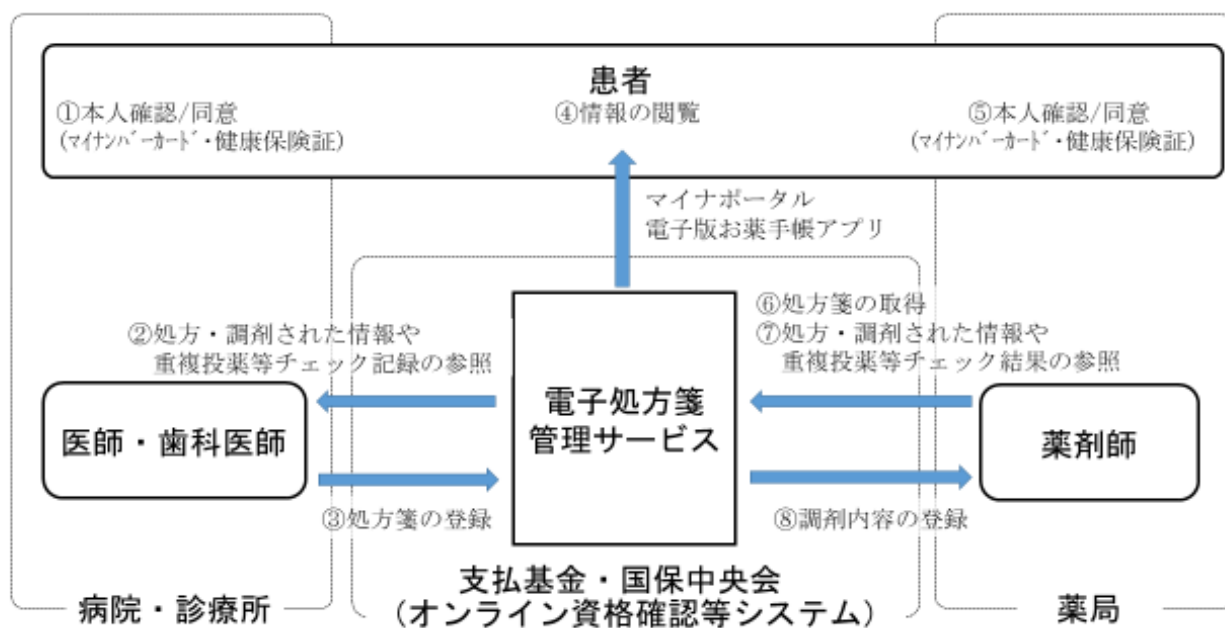 患者
①本人確認/同意
(ﾏｲﾅﾝﾊﾞｰｶｰﾄﾞ・健康保険証)
④情報の閲覧
⑤本人確認/同意
(ﾏｲﾅﾝﾊﾞｰｶｰﾄﾞ・健康保険証)
マイナポータル
電子版お薬手帳アプリ
②処方・調剤された情報や
重複投薬等チェック記録の参照
⑥処方箋の取得
⑦処方・調剤された情報や
重複投薬等チェック結果の参照
医師・歯科医師
電子処方箋
管理サービス
薬剤師
③処方箋の登録
⑧調剤内容の登録
病院・診療所
支払基金・国保中央会
(オンライン資格確認等システム)
薬局